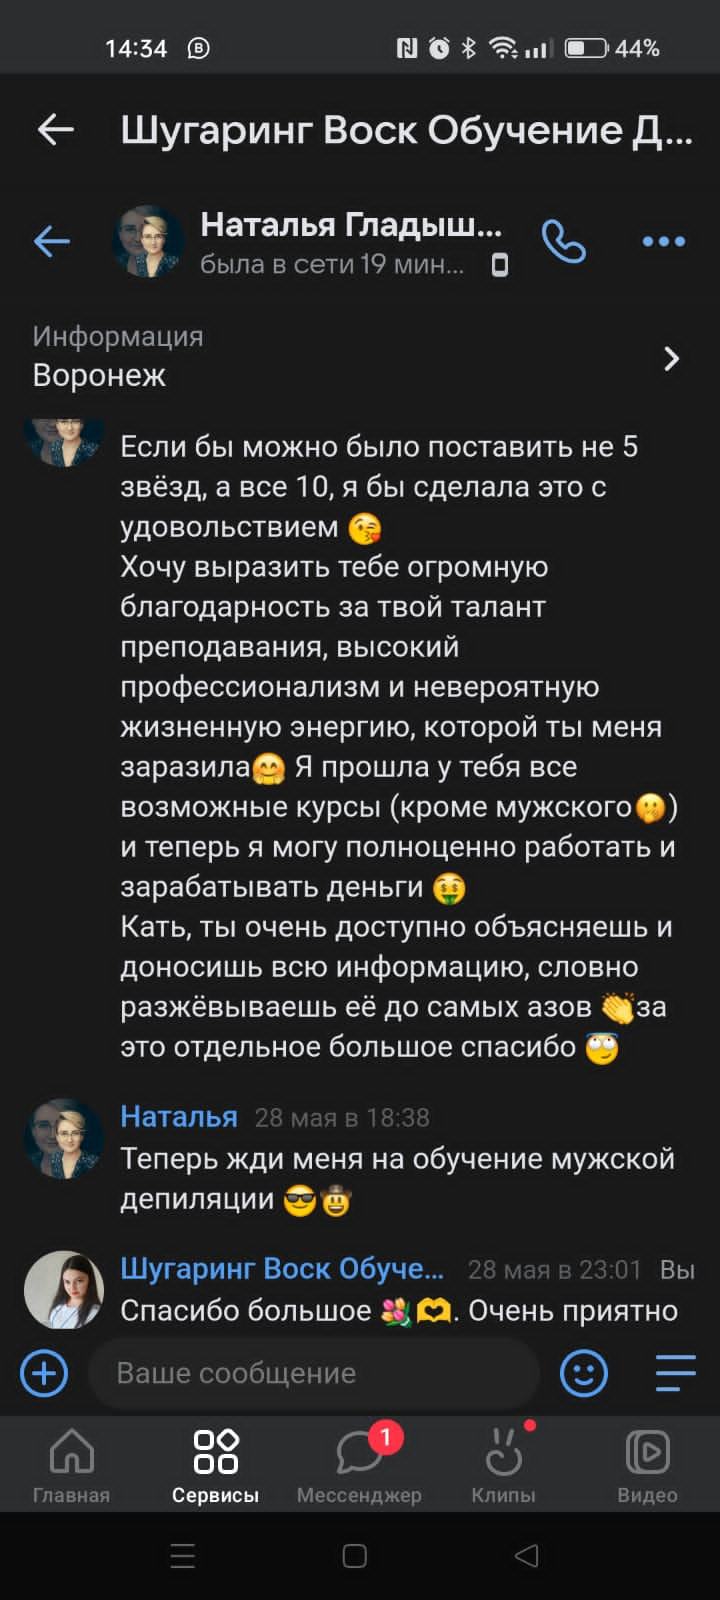 14:34 B 44%
Шугаринг Воск Обучение Д...
Наталья Гладыш...
была в сети 19 мин...
Информация
Воронеж
Если бы можно было поставить не 5
звёзд, а все 10, я бы сделала это с
удовольствием 😘
Хочу выразить тебе огромную
благодарность за твой талант
преподавания, высокий
профессионализм и невероятную
жизненную энергию, которой ты меня
заразила🤗 Я прошла у тебя все
возможные курсы (кроме мужского🤭)
и теперь я могу полноценно работать и
зарабатывать деньги 🤑
Кать, ты очень доступно объясняешь и
доносишь всю информацию, словно
разжёвываешь её до самых азов 👏за
это отдельное большое спасибо 😇
Наталья 28 мая в 18:38
Теперь жди меня на обучение мужской
депиляции 😎🤠
Шугаринг Воск Обуче... 28 мая в 23:01 Вы
Спасибо большое 💐🫶. Очень приятно
Ваше сообщение
1
Главная Сервисы Мессенджер Клипы Видео